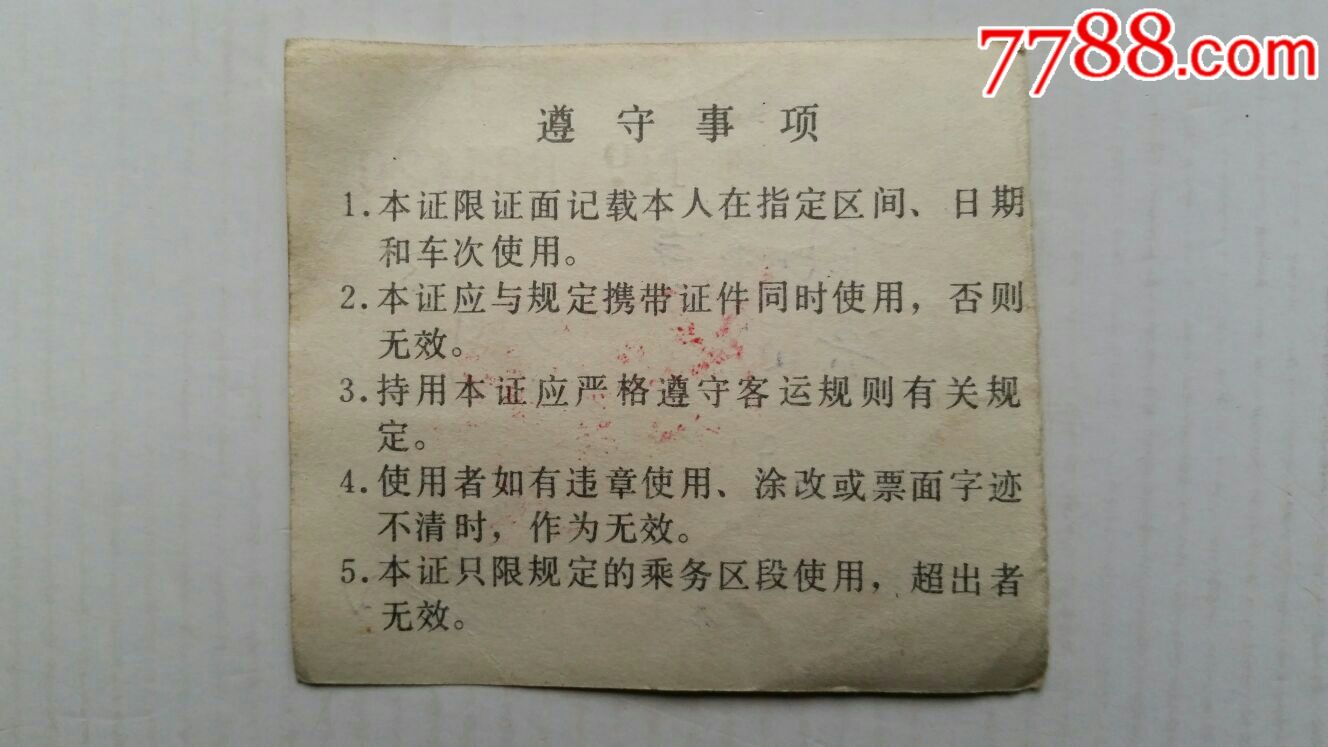 7788.com
遵守事项
1.本证限证面记载本人在指定区间、日期
和车次使用。
2.本证应与规定携带证件同时使用，否则
无效。
3.持用本证应严格遵守客运规则有关规
定。
4.使用者如有违章使用、涂改或票面字迹
不清时，作为无效。
5.本证只限规定的乘务区段使用，超出者
无效。